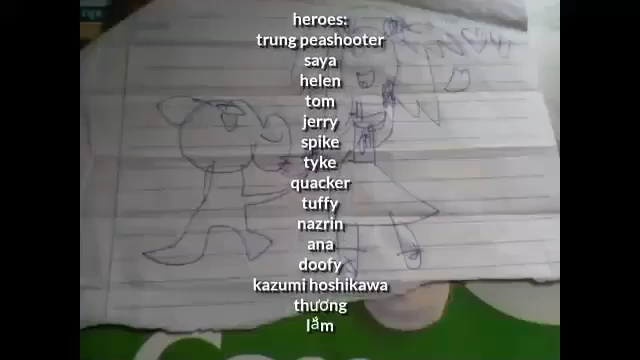 heroes:
trung peashooter
saya
helen
tom
jerry
spike
tyke
quacker
tuffy
nazrin
ana
doofy
kazumi hoshikawa
thương
lắm